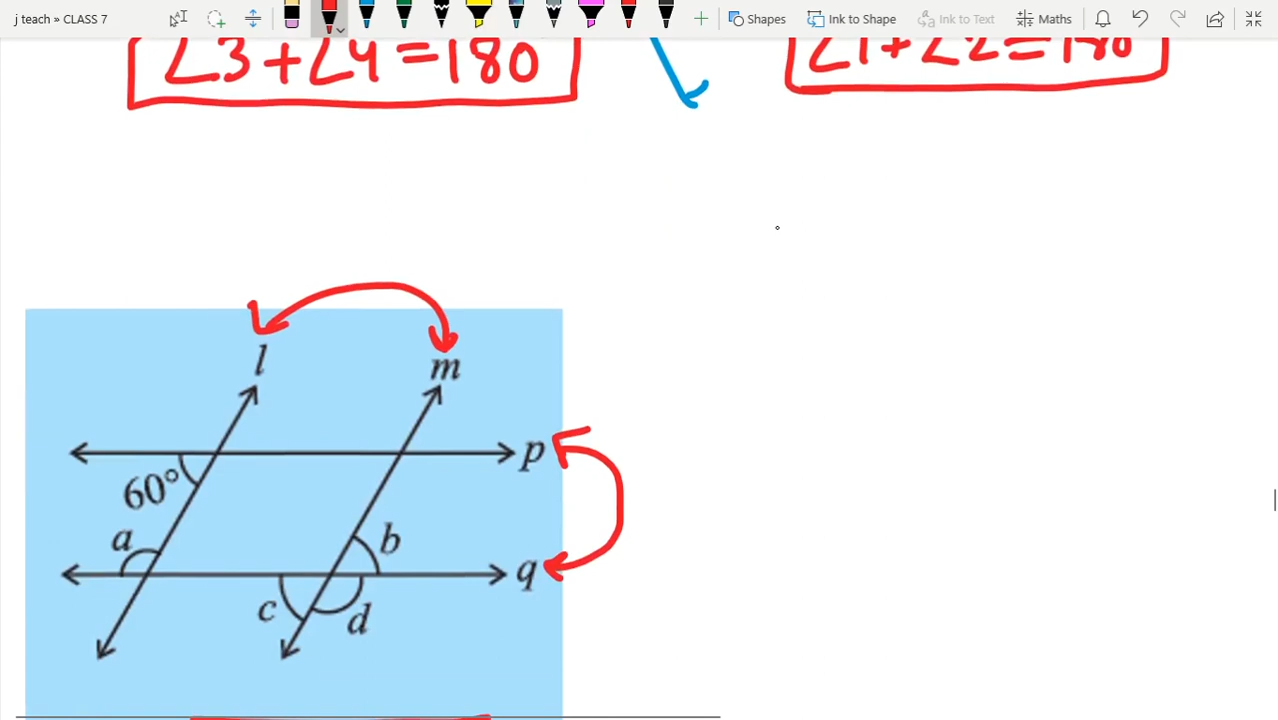 j teach » CLASS 7 Shapes Ink to Shape Ink to Text Maths
∠3+∠4=180 ∠1+∠2=180
l m
p
60°
a b
q
c d